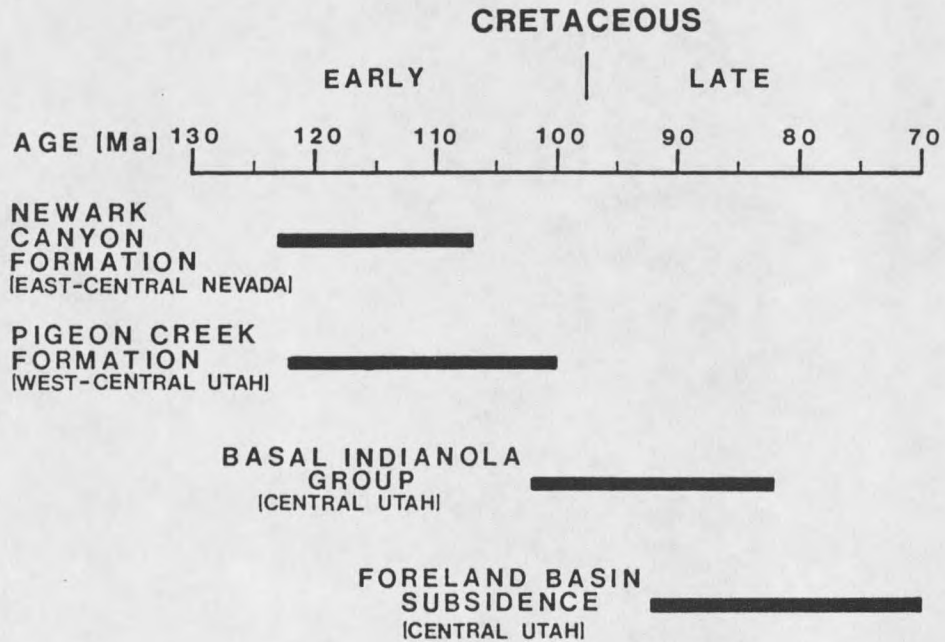 CRETACEOUS
EARLY LATE
AGE [Ma] 130 120 110 100 90 80 70
NEWARK
CANYON
FORMATION
[EAST-CENTRAL NEVADA]
PIGEON CREEK
FORMATION
[WEST-CENTRAL UTAH]
BASAL INDIANOLA
GROUP
[CENTRAL UTAH]
FORELAND BASIN
SUBSIDENCE
[CENTRAL UTAH]